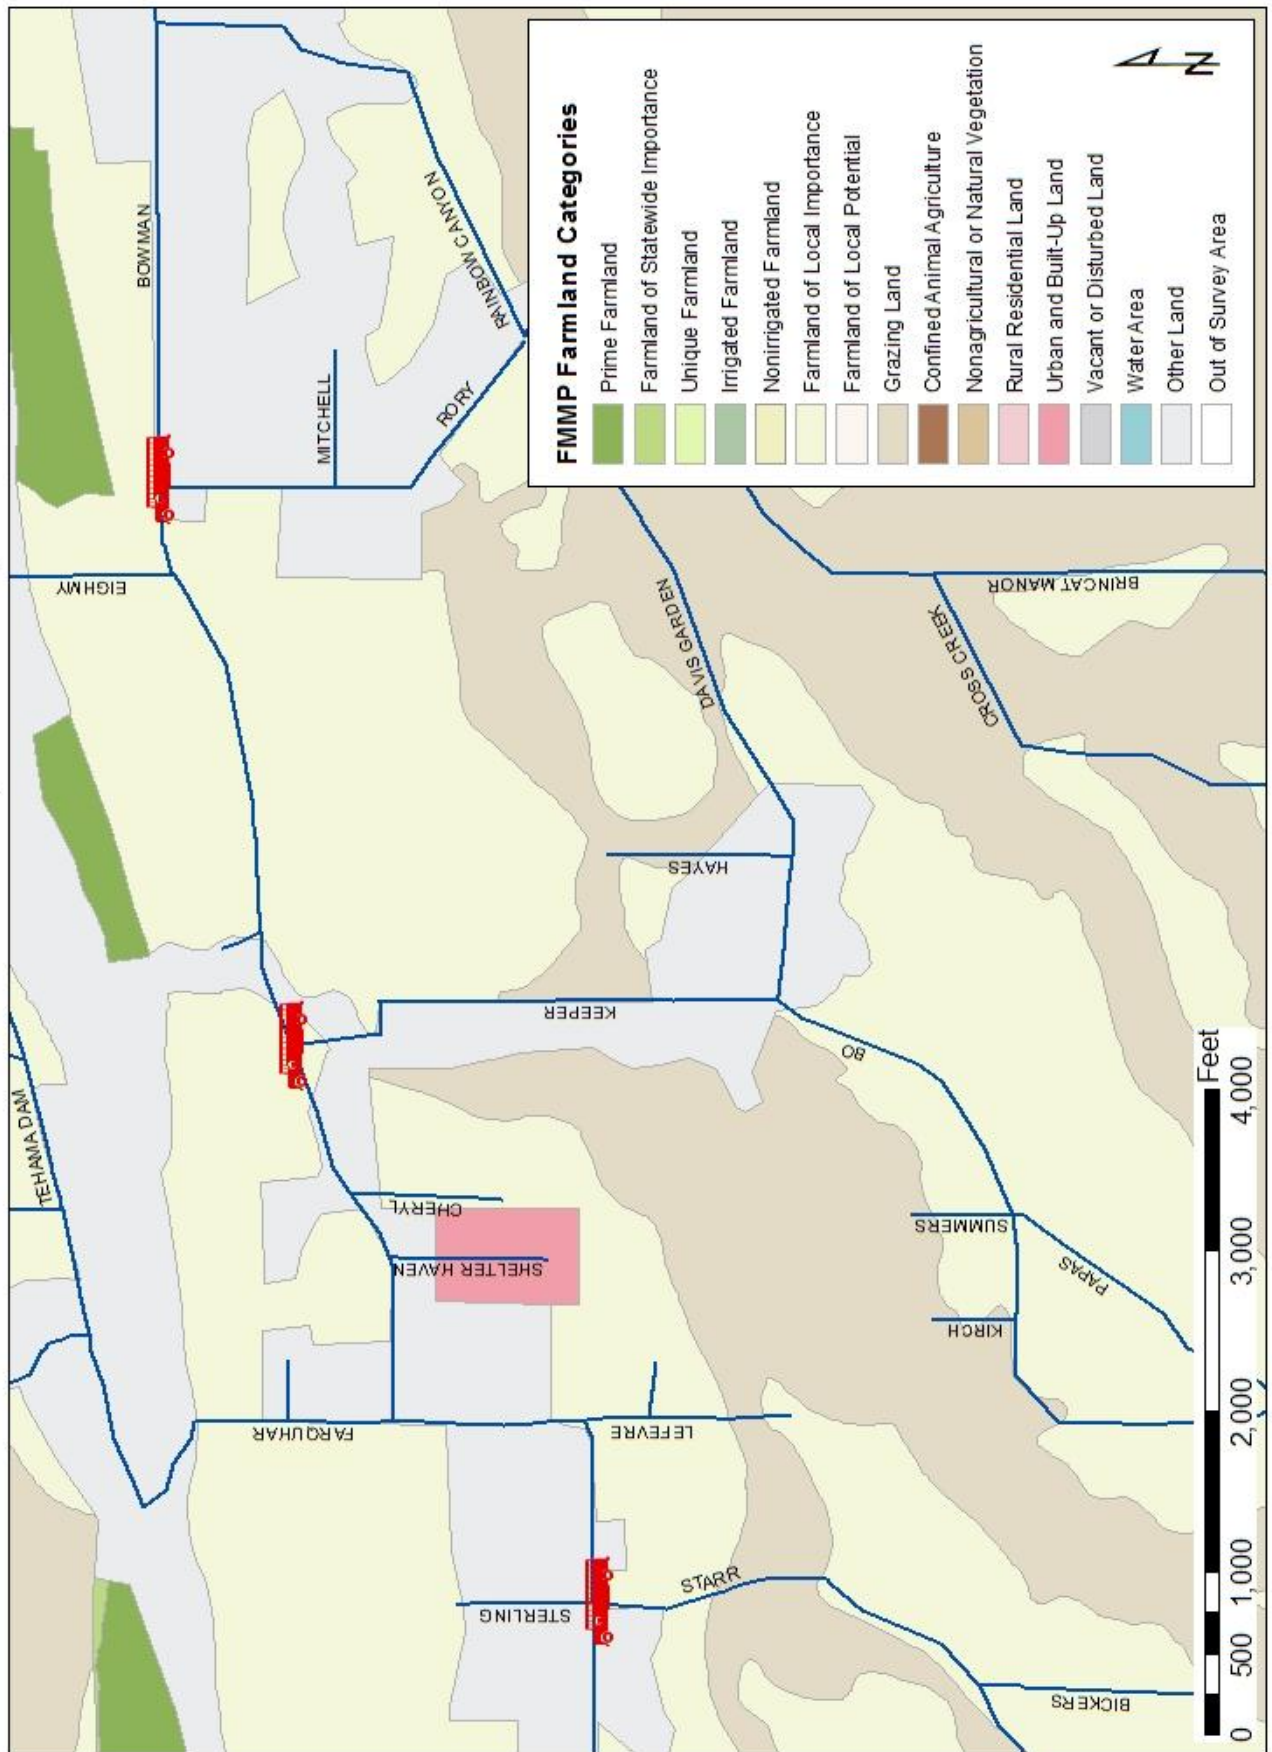 BOWMAN
EIGHMY
MITCHELL
RORY
RAINBOW CANYON
TEHAMA DAM
KEEPER
HAYES
DAVIS GARDEN
CROSS CREEK
BRINCAT MANOR
CHERYL
SHELTER HAVEN
FARQUHAR
LEFEVRE
STERLING
STARR
BICKERS
BO
SUMMERS
PAPAS
KIRCH
FMMP Farmland Categories
Prime Farmland
Farmland of Statewide Importance
Unique Farmland
Irrigated Farmland
Nonirrigated Farmland
Farmland of Local Importance
Farmland of Local Potential
Grazing Land
Confined Animal Agriculture
Nonagricultural or Natural Vegetation
Rural Residential Land
Urban and Built-Up Land
Vacant or Disturbed Land
Water Area
Other Land
Out of Survey Area
N
Feet
0 500 1,000 2,000 3,000 4,000